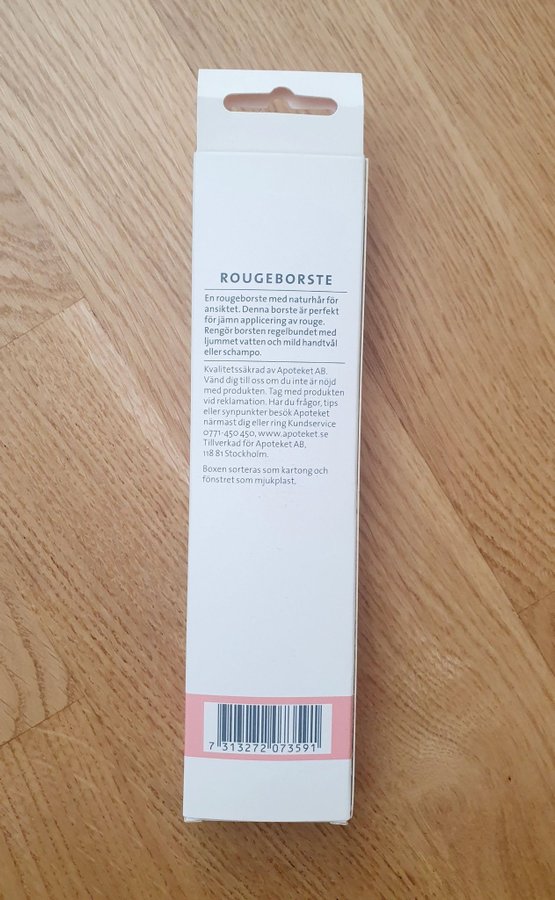 ROUGEBORSTE
En rougeborste med naturhår för
ansiktet. Denna borste är perfekt
för jämn applicering av rouge.
Rengör borsten regelbundet med
ljummet vatten och mild handtvål
eller schampo.
Kvalitetssäkrad av Apoteket AB.
Vänd dig till oss om du inte är nöjd
med produkten. Tag med produkten
vid reklamation. Har du frågor, tips
eller synpunkter besök Apoteket
närmast dig eller ring Kundservice
0771-450 450, www.apoteket.se
Tillverkad för Apoteket AB,
118 81 Stockholm.
Boxen sorteras som kartong och
fönstret som mjukplast.
7 313272 073591